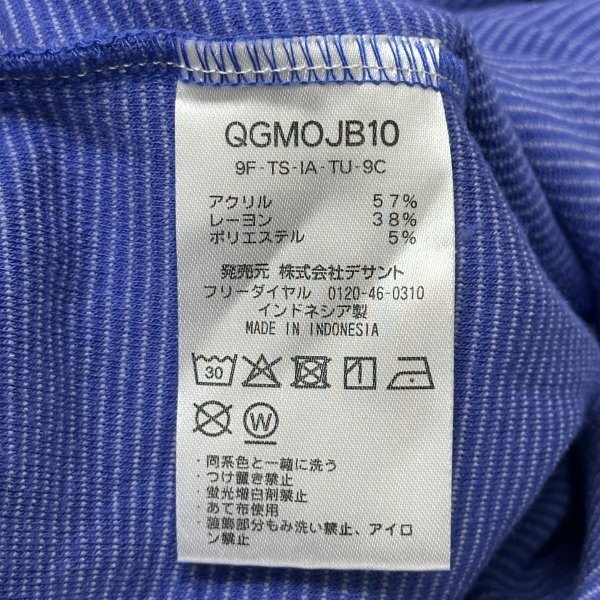 QGMOJB10
9F-TS-IA-TU-9C
アクリル 57%
レーヨン 38%
ポリエステル 5%
発売元 株式会社デサント
フリーダイヤル 0120-46-0310
インドネシア製
MADE IN INDONESIA
30
W
・同系色と一緒に洗う
・つけ置き禁止
・蛍光増白剤禁止
・あて布使用
・装飾部分もみ洗い禁止、アイロ
ン禁止